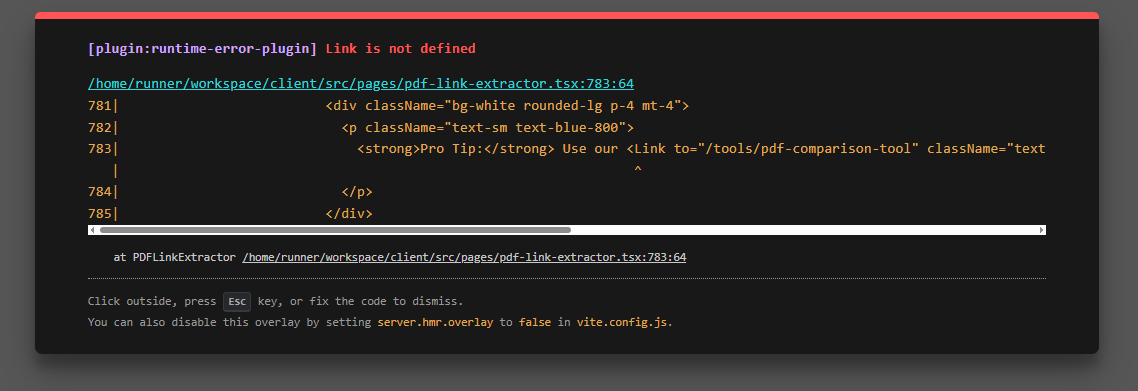 [plugin:runtime-error-plugin] Link is not defined
/home/runner/workspace/client/src/pages/pdf-link-extractor.tsx:783:64
781|                          <div className="bg-white rounded-lg p-4 mt-4">
782|                            <p className="text-sm text-blue-800">
783|                              <strong>Pro Tip:</strong> Use our <Link to="/tools/pdf-comparison-tool" className="text
   |                                                                 ^
784|                            </p>
785|                          </div>
at PDFLinkExtractor /home/runner/workspace/client/src/pages/pdf-link-extractor.tsx:783:64
Click outside, press Esc key, or fix the code to dismiss.
You can also disable this overlay by setting server.hmr.overlay to false in vite.config.js.